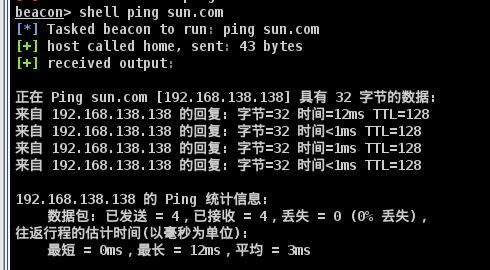 beacon> shell ping sun.com
[*] Tasked beacon to run: ping sun.com
[+] host called home, sent: 43 bytes
[+] received output:
正在 Ping sun.com [192.168.138.138] 具有 32 字节的数据:
来自 192.168.138.138 的回复: 字节=32 时间=12ms TTL=128
来自 192.168.138.138 的回复: 字节=32 时间<1ms TTL=128
来自 192.168.138.138 的回复: 字节=32 时间=1ms TTL=128
来自 192.168.138.138 的回复: 字节=32 时间<1ms TTL=128
192.168.138.138 的 Ping 统计信息:
数据包: 已发送 = 4，已接收 = 4，丢失 = 0 (0% 丢失)，
往返行程的估计时间(以毫秒为单位):
最短 = 0ms，最长 = 12ms，平均 = 3ms